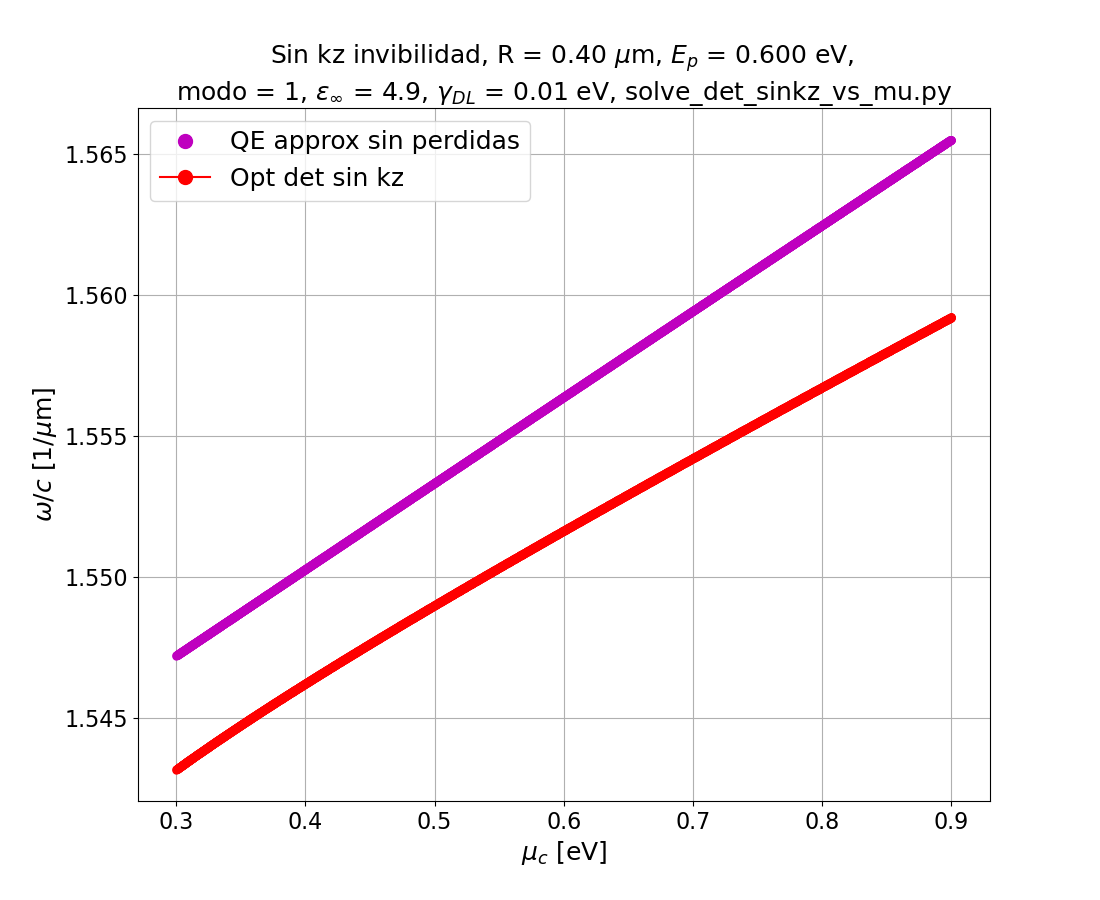 Sin kz invibilidad, R = 0.40 μm, E_p = 0.600 eV,
modo = 1, ε_∞ = 4.9, γ_DL = 0.01 eV, solve_det_sinkz_vs_mu.py
QE approx sin perdidas
Opt det sin kz
1.565
1.560
1.555
1.550
1.545
ω/c [1/μm]
0.3 0.4 0.5 0.6 0.7 0.8 0.9
μ_c [eV]